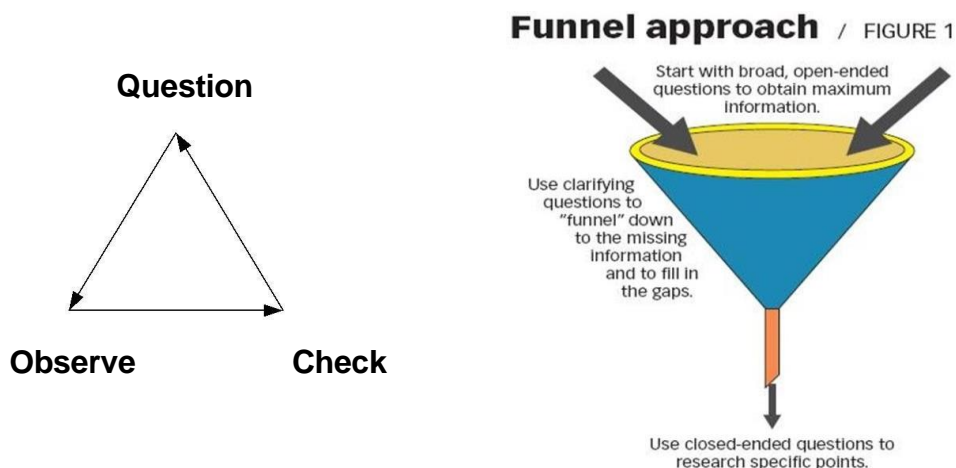 Question
Observe
Check
Funnel approach / FIGURE 1
Start with broad, open-ended
questions to obtain maximum
information.
Use clarifying
questions to
"funnel" down
to the missing
information
and to fill in
the gaps.
Use closed-ended questions to
research specific points.